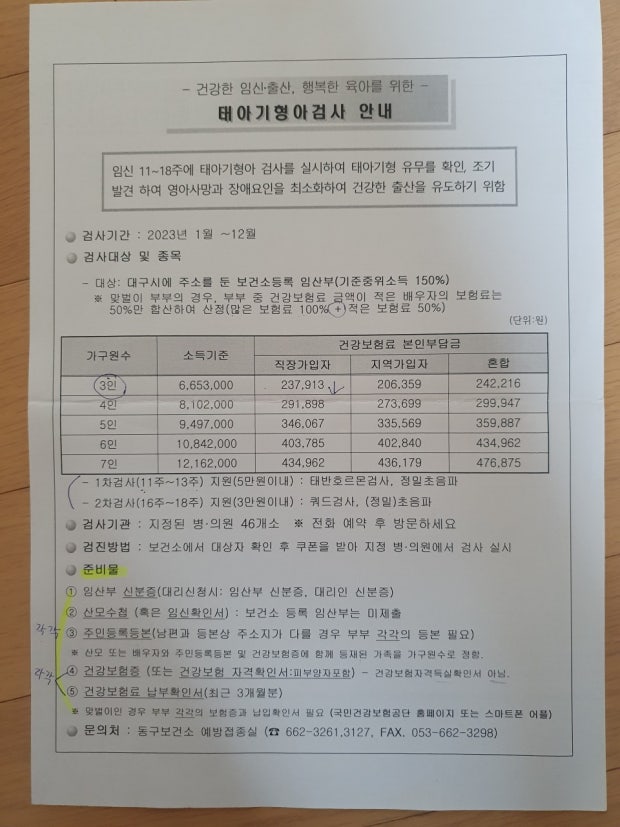 - 건강한 임신·출산, 행복한 육아를 위한 -
태아기형아검사 안내
임신 11~18주에 태아기형아 검사를 실시하여 태아기형 유무를 확인, 조기
발견 하여 영아사망과 장애요인을 최소화하여 건강한 출산을 유도하기 위함
검사기간 : 2023년 1월 ~12월
검사대상 및 종목
- 대상: 대구시에 주소를 둔 보건소등록 임산부(기준중위소득 150%)
※ 맞벌이 부부의 경우, 부부 중 건강보험료 금액이 적은 배우자의 보험료는
50%만 합산하여 산정(많은 보험료 100% + 적은 보험료 50%)
(단위:원)
가구원수 소득기준 건강보험료 본인부담금
직장가입자 지역가입자 혼합
3인 6,653,000 237,913 206,359 242,216
4인 8,102,000 291,898 273,699 299,947
5인 9,497,000 346,067 335,569 359,887
6인 10,842,000 403,785 402,840 434,962
7인 12,162,000 434,962 436,179 476,875
- 1차검사(11주~13주) 지원(5만원이내) : 태반호르몬검사, 정밀초음파
- 2차검사(16주~18주) 지원(3만원이내) : 쿼드검사, (정밀)초음파
검사기관 : 지정된 병·의원 46개소 ※ 전화 예약 후 방문하세요
검진방법 : 보건소에서 대상자 확인 후 쿠폰을 받아 지정 병·의원에서 검사 실시
준비물
① 임산부 신분증(대리신청시: 임산부 신분증, 대리인 신분증)
② 산모수첩 (혹은 임신확인서) : 보건소 등록 임산부는 미제출
각각 ③ 주민등록등본(남편과 등본상 주소지가 다를 경우 부부 각각의 등본 필요)
※ 산모 또는 배우자와 주민등록등본 및 건강보험증에 함께 등재된 가족을 가구원수로 정함.
각각 ④ 건강보험증 (또는 건강보험 자격확인서:피부양자포함) - 건강보험자격득실확인서 아님.
⑤ 건강보험료 납부확인서(최근 3개월분)
※ 맞벌이인 경우 부부 각각의 보험증과 납입확인서 필요 (국민건강보험공단 홈페이지 또는 스마트폰 어플)
문의처 : 동구보건소 예방접종실 (☎ 662-3261,3127, FAX. 053-662-3298)